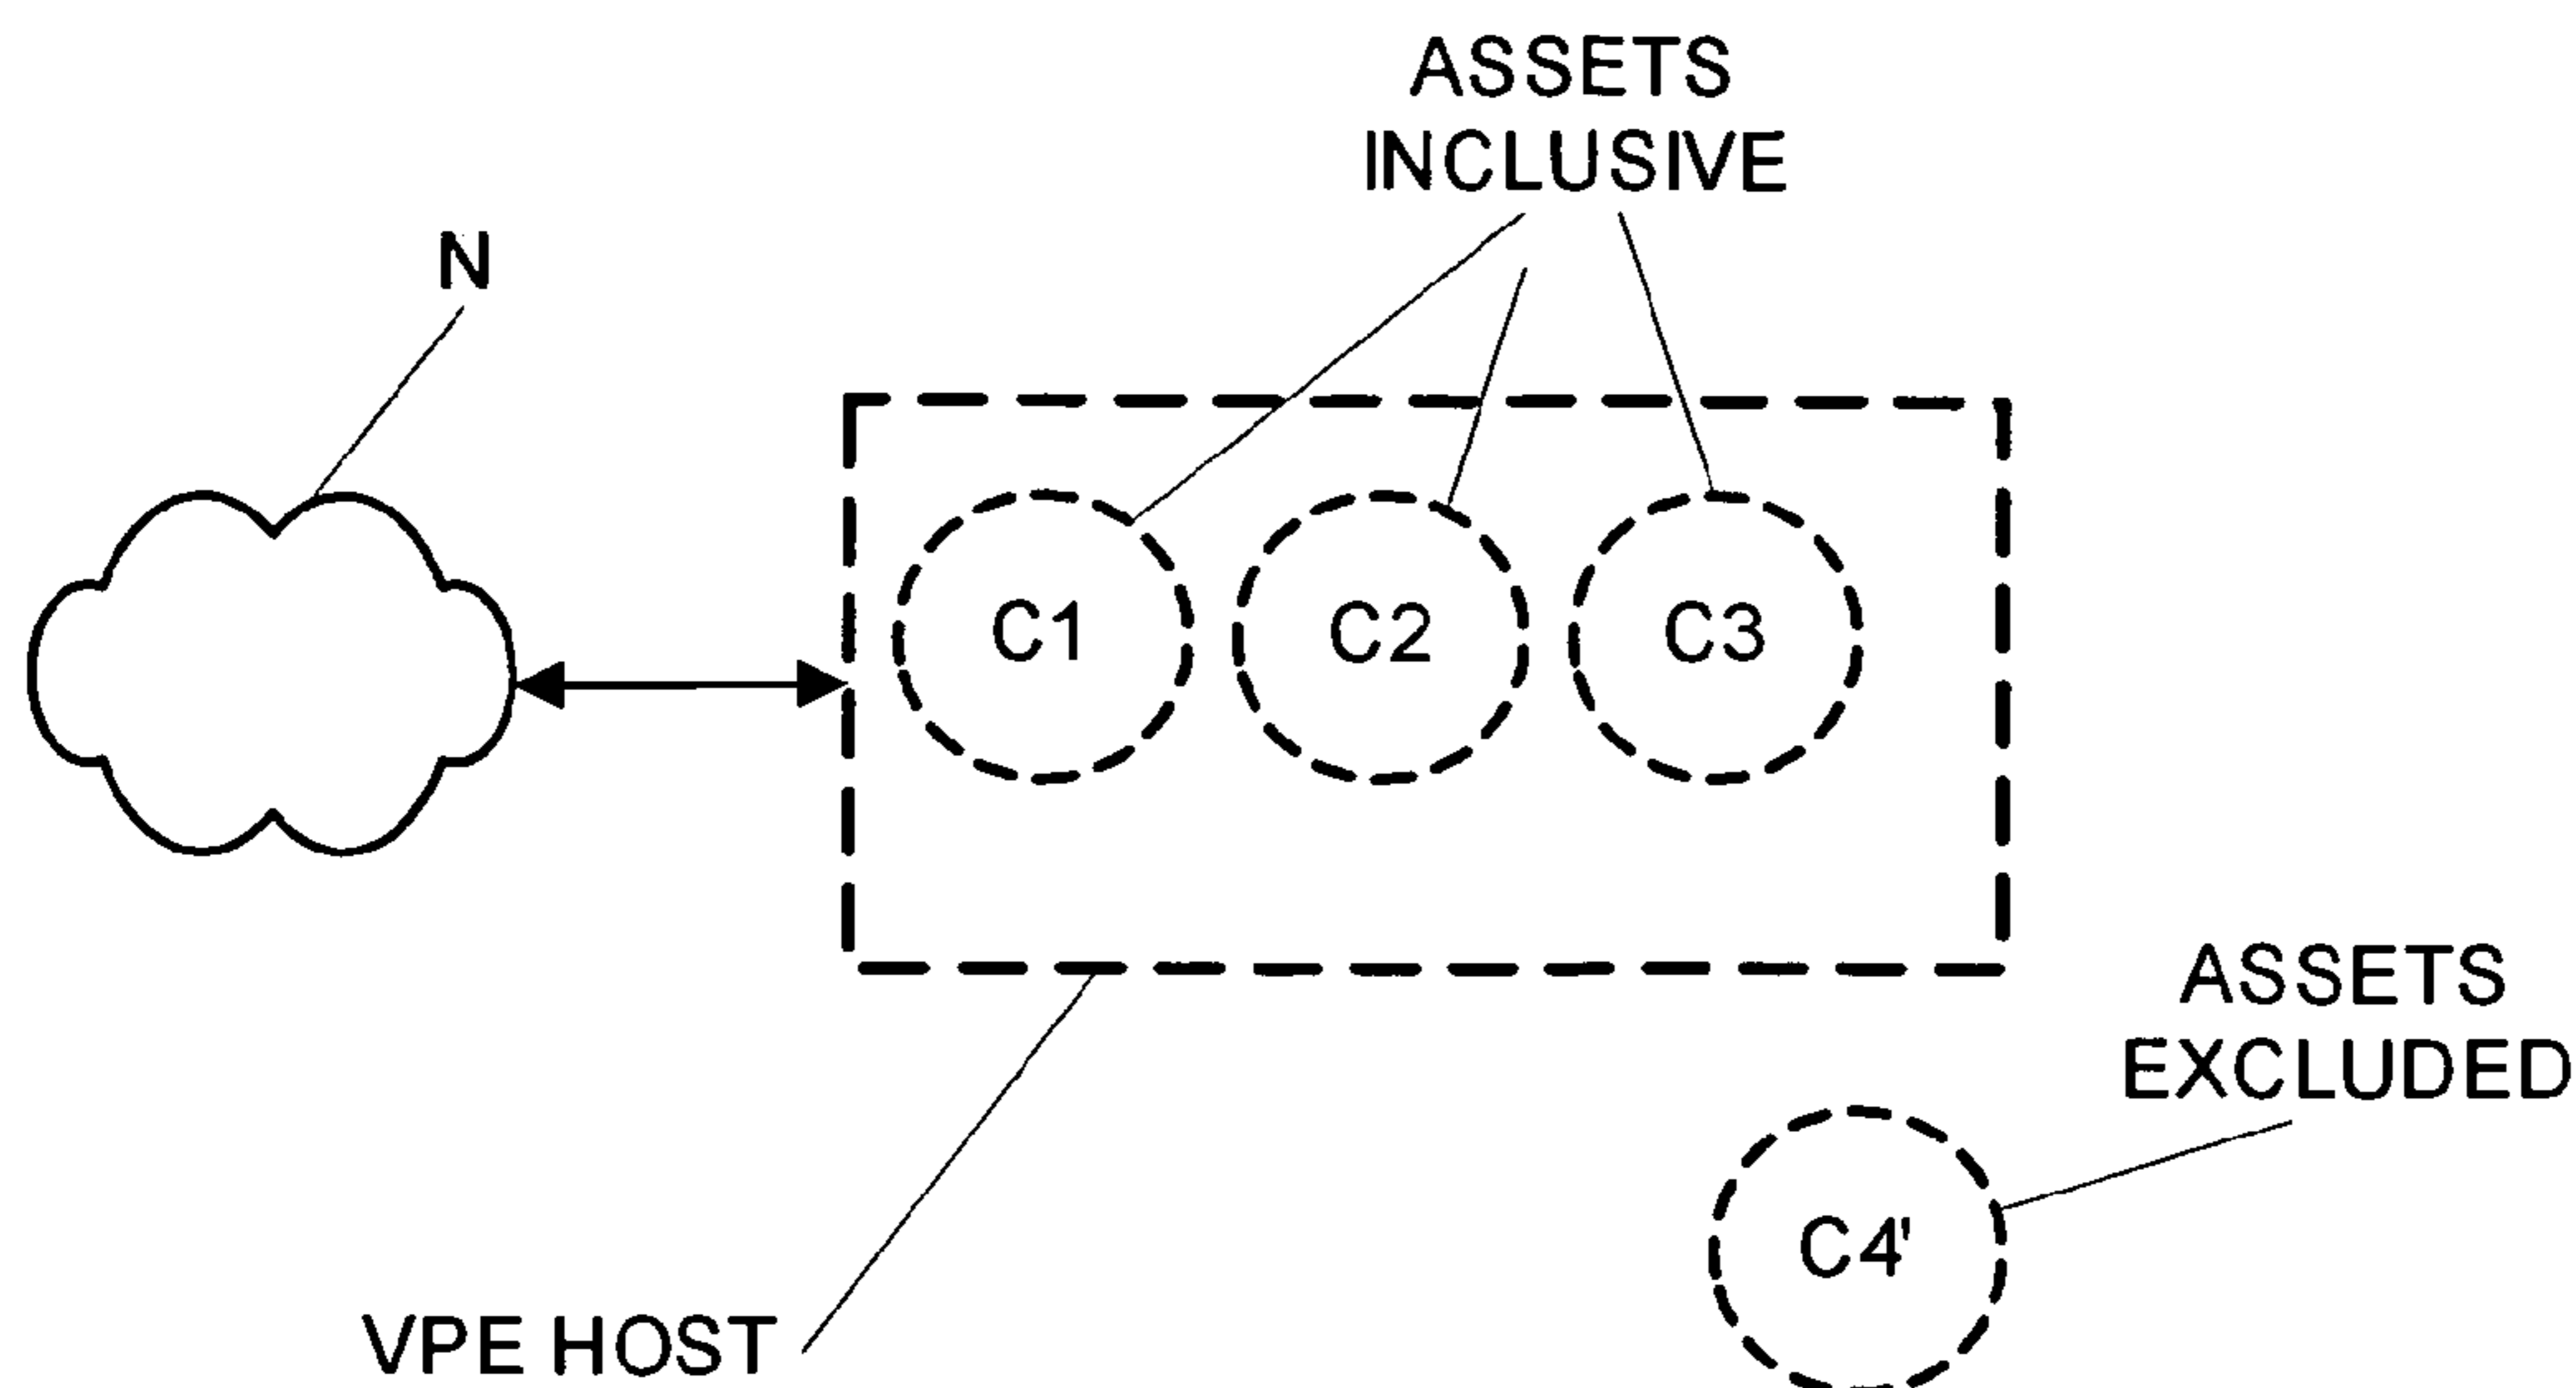 ASSETS
INCLUSIVE
N
C1
C2
C3
ASSETS
EXCLUDED
C4'
VPE HOST